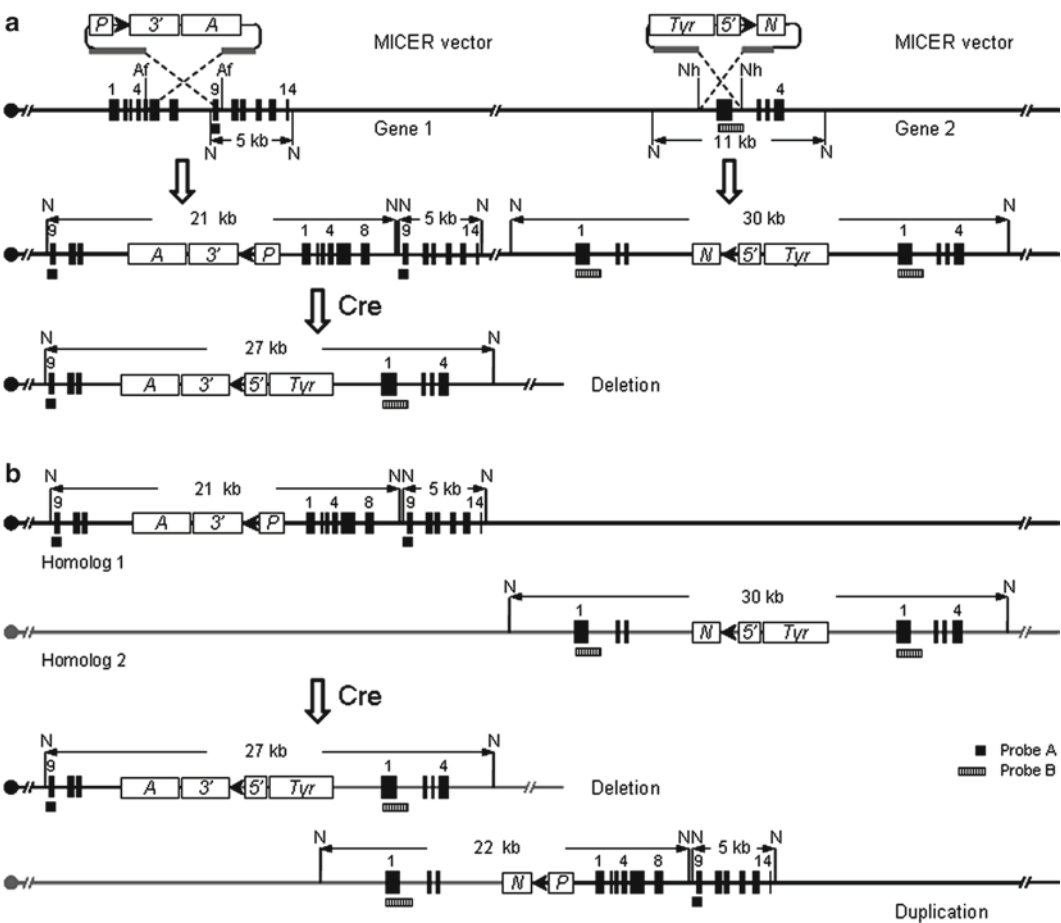 a
P 3' A
MICER vector
Tyr 5' N
MICER vector
Af Af Nh Nh
1 4 9 14 4
Gene 1
5 kb
N N
Gene 2
11 kb
N N
N 21 kb N N 5 kb N N 30 kb N
9 1 4 8 9 14 1 1 4
A 3' P N 5' Tyr
Cre
N 27 kb N
9 1 4
A 3' 5' Tyr
Deletion
b
N 21 kb N N 5 kb N
9 1 4 8 9 14
A 3' P
Homolog 1
N 30 kb N
1 1 4
N 5' Tyr
Homolog 2
Cre
N 27 kb N
9 1 4
A 3' 5' Tyr
Deletion
Probe A
Probe B
N 22 kb N N 5 kb N
1 1 4 8 9 14
N P
Duplication